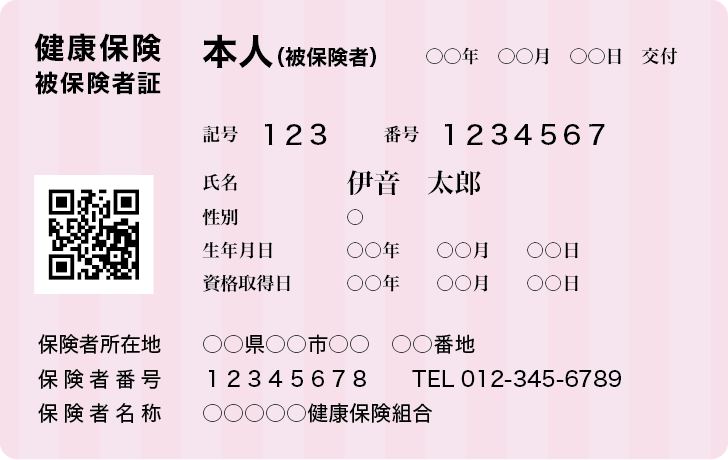 健康保険 本人(被保険者) ○○年 ○○月 ○○日 交付
被保険者証
記号 １２３ 番号 １２３４５６７
氏名 伊音 太郎
性別 ○
生年月日 ○○年 ○○月 ○○日
資格取得日 ○○年 ○○月 ○○日
保険者所在地 ○○県○○市○○ ○○番地
保険者番号 １２３４５６７８ TEL 012-345-6789
保険者名称 ○○○○○健康保険組合